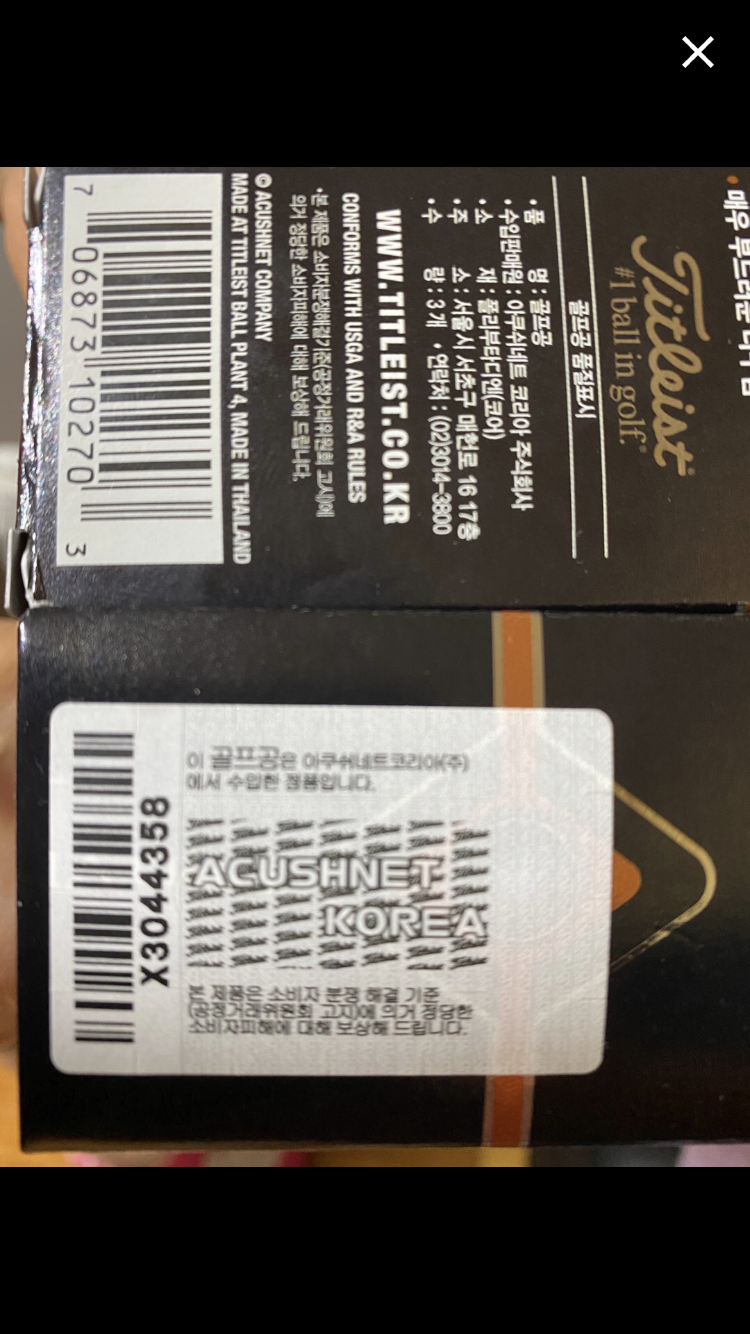 Titleist
#1 ball in golf.®
골프공 품질표시
• 품 명 : 골프공
• 수입판매원 : 아쿠쉬네트 코리아 주식회사
• 소 재 : 폴리부타디엔(코어)
• 주 소 : 서울시 서초구 매헌로 16 17층
• 수 량 : 3개 • 연락처 : (02)3014-3800
WWW.TITLEIST.CO.KR
CONFORMS WITH USGA AND R&A RULES
•본 제품은 소비자분쟁해결기준(공정거래위원회 고시)에
의거 정당한 소비자피해에 대해 보상해 드립니다.
© ACUSHNET COMPANY
MADE AT TITLEIST BALL PLANT 4, MADE IN THAILAND
7 06873 10270 3
이 골프공은 아쿠쉬네트코리아(주)
에서 수입한 정품입니다.
ACUSHNET
KOREA
본 제품은 소비자 분쟁 해결 기준
(공정거래위원회 고지)에 의거 정당한
소비자피해에 대해 보상해 드립니다.
X3044358